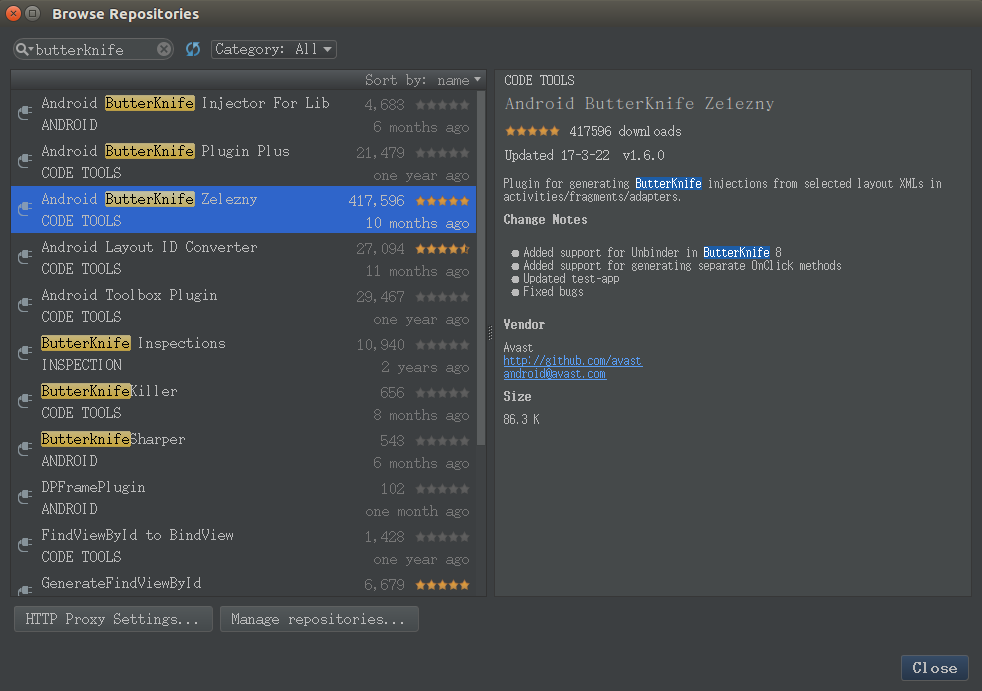 Browse Repositories
butterknife
Category: All
Sort by: name
Android ButterKnife Injector For Lib 4,683
ANDROID 6 months ago
Android ButterKnife Plugin Plus 21,479
CODE TOOLS one year ago
Android ButterKnife Zelezny 417,596
CODE TOOLS 10 months ago
Android Layout ID Converter 27,094
CODE TOOLS 11 months ago
Android Toolbox Plugin 29,467
CODE TOOLS one year ago
ButterKnife Inspections 10,940
INSPECTION 2 years ago
ButterKnifeKiller 656
CODE TOOLS 8 months ago
ButterknifeSharper 543
ANDROID 6 months ago
DPFramePlugin 102
ANDROID one month ago
FindViewById to BindView 1,428
CODE TOOLS one year ago
GenerateFindViewById 6,679
CODE TOOLS
Android ButterKnife Zelezny
417596 downloads
Updated 17-3-22 v1.6.0
Plugin for generating ButterKnife injections from selected layout XMLs in
activities/fragments/adapters.
Change Notes
Added support for Unbinder in ButterKnife 8
Added support for generating separate OnClick methods
Updated test-app
Fixed bugs
Vendor
Avast
http://github.com/avast
android@avast.com
Size
86.3 K
HTTP Proxy Settings...
Manage repositories...
Close